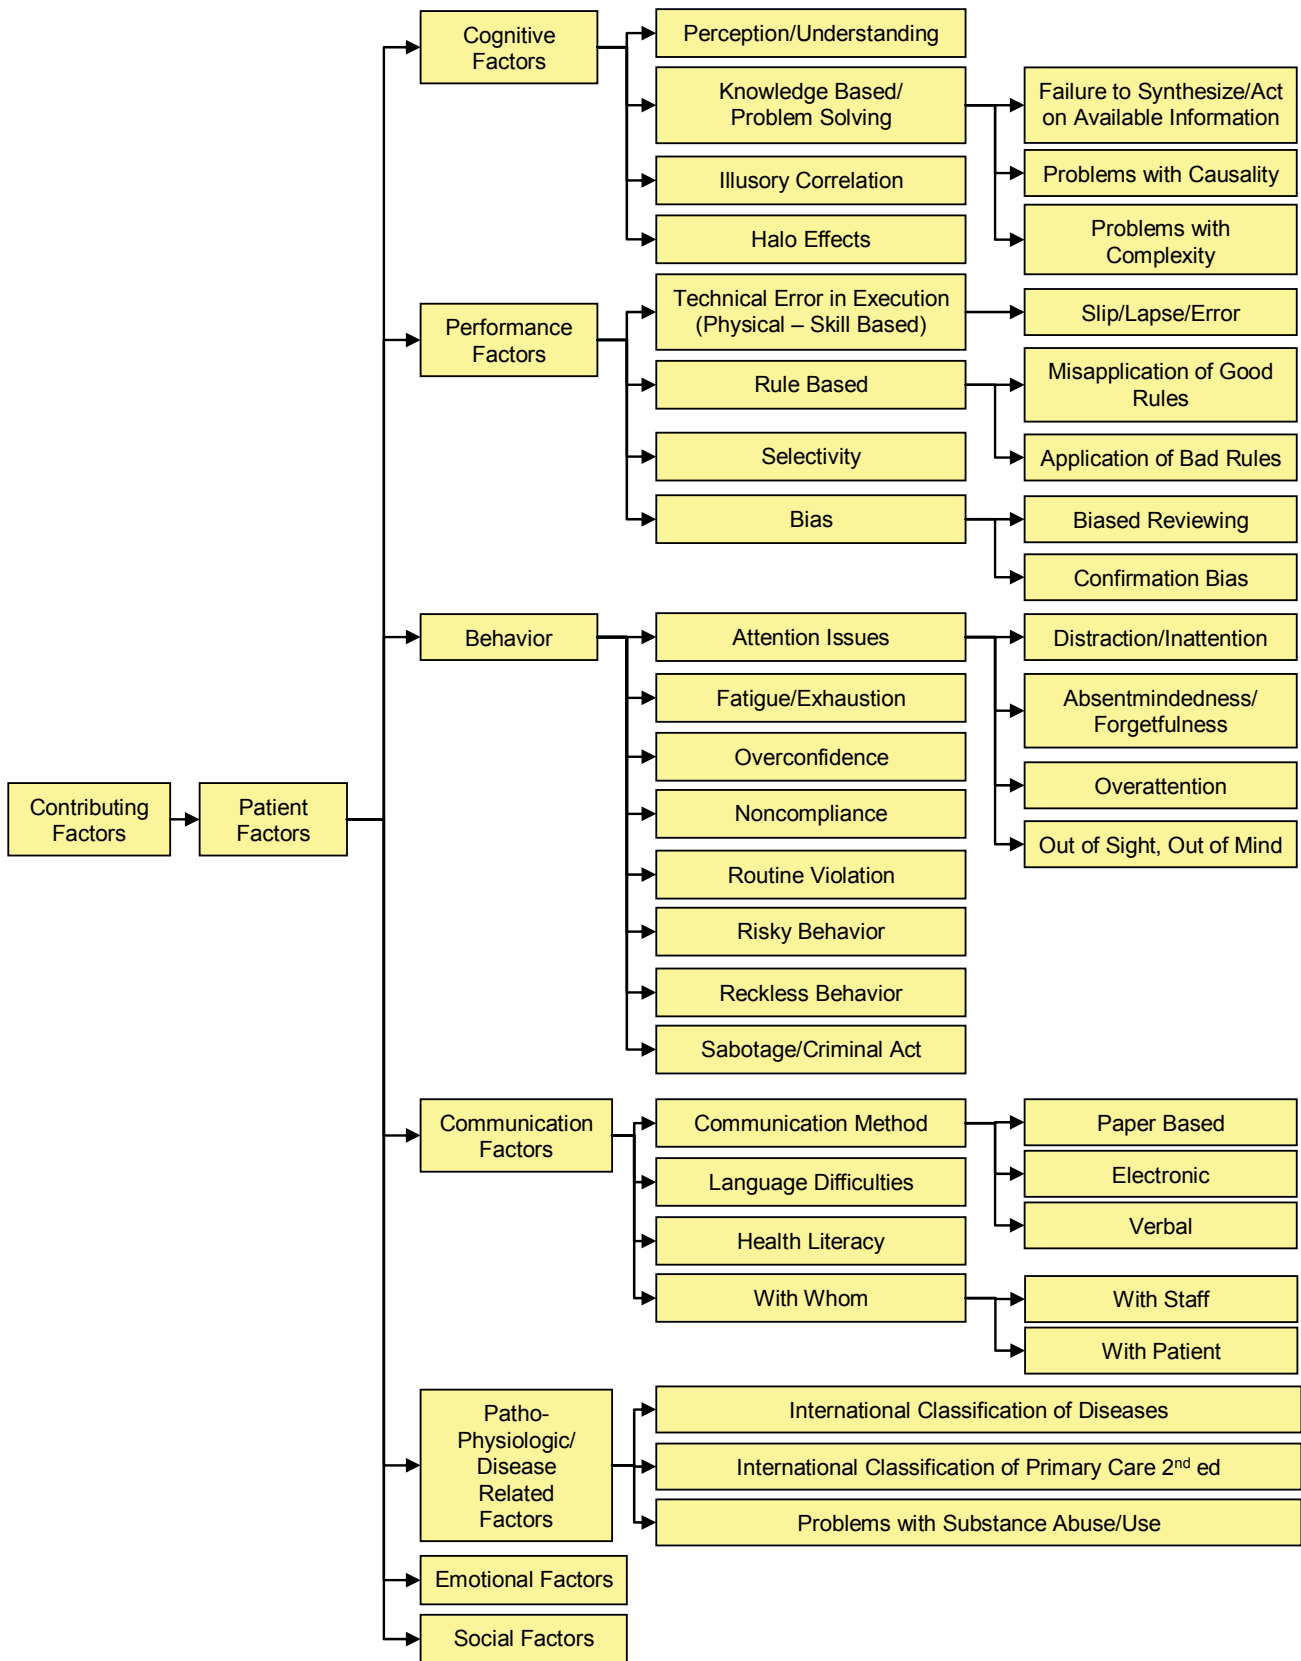 Cognitive
Factors
Perception/Understanding
Knowledge Based/
Problem Solving
Failure to Synthesize/Act
on Available Information
Problems with Causality
Problems with
Complexity
Illusory Correlation
Halo Effects
Performance
Factors
Technical Error in Execution
(Physical – Skill Based)
Slip/Lapse/Error
Rule Based
Misapplication of Good
Rules
Application of Bad Rules
Selectivity
Bias
Biased Reviewing
Confirmation Bias
Behavior
Attention Issues
Distraction/Inattention
Absentmindedness/
Forgetfulness
Overattention
Out of Sight, Out of Mind
Fatigue/Exhaustion
Overconfidence
Noncompliance
Routine Violation
Risky Behavior
Reckless Behavior
Sabotage/Criminal Act
Contributing
Factors
Patient
Factors
Communication
Factors
Communication Method
Paper Based
Electronic
Verbal
Language Difficulties
Health Literacy
With Whom
With Staff
With Patient
Patho-
Physiologic/
Disease
Related
Factors
International Classification of Diseases
International Classification of Primary Care 2nd ed
Problems with Substance Abuse/Use
Emotional Factors
Social Factors